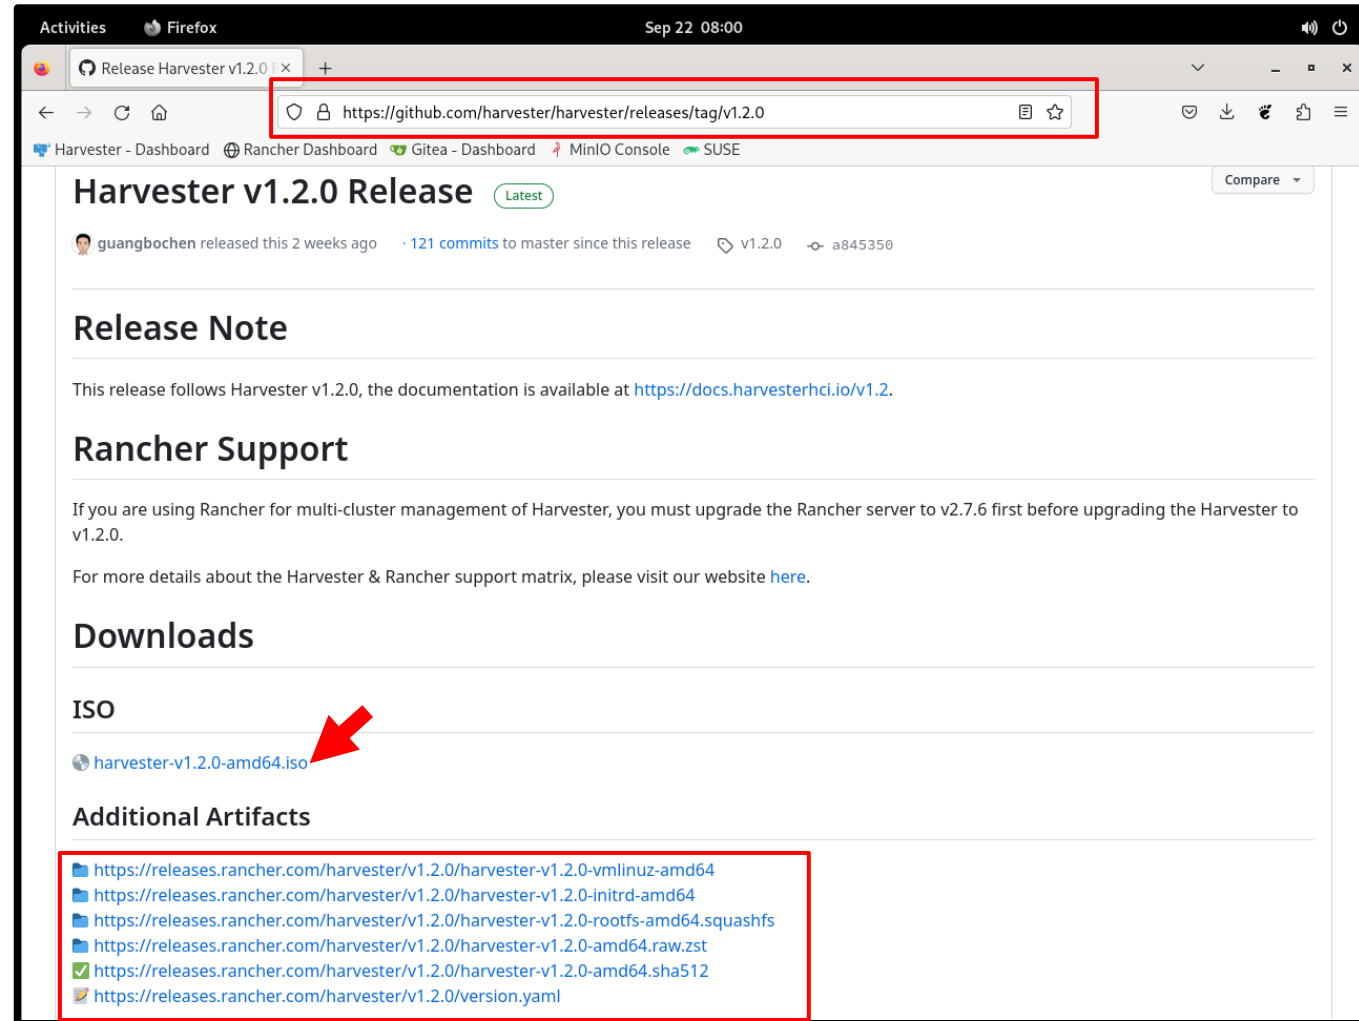 Activities Firefox Sep 22 08:00
Release Harvester v1.2.0
https://github.com/harvester/harvester/releases/tag/v1.2.0
Harvester - Dashboard Rancher Dashboard Gitea - Dashboard MinIO Console SUSE
Harvester v1.2.0 Release Latest Compare
guangbochen released this 2 weeks ago · 121 commits to master since this release v1.2.0 a845350
Release Note
This release follows Harvester v1.2.0, the documentation is available at https://docs.harvesterhci.io/v1.2.
Rancher Support
If you are using Rancher for multi-cluster management of Harvester, you must upgrade the Rancher server to v2.7.6 first before upgrading the Harvester to
v1.2.0.
For more details about the Harvester & Rancher support matrix, please visit our website here.
Downloads
ISO
harvester-v1.2.0-amd64.iso
Additional Artifacts
https://releases.rancher.com/harvester/v1.2.0/harvester-v1.2.0-vmlinuz-amd64
https://releases.rancher.com/harvester/v1.2.0/harvester-v1.2.0-initrd-amd64
https://releases.rancher.com/harvester/v1.2.0/harvester-v1.2.0-rootfs-amd64.squashfs
https://releases.rancher.com/harvester/v1.2.0/harvester-v1.2.0-amd64.raw.zst
https://releases.rancher.com/harvester/v1.2.0/harvester-v1.2.0-amd64.sha512
https://releases.rancher.com/harvester/v1.2.0/version.yaml